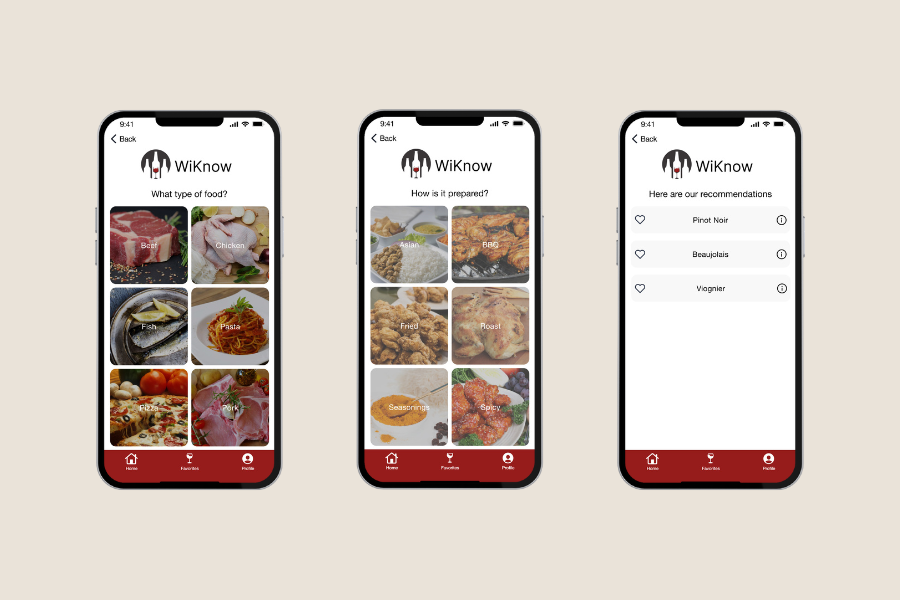 9:41
Back
WiKnow
What type of food?
Beef
Chicken
Fish
Pasta
Pizza
Pork
Home
Favorites
Profile
9:41
Back
WiKnow
How is it prepared?
Asian
BBQ
Fried
Roast
Seasonings
Spicy
Home
Favorites
Profile
9:41
Back
WiKnow
Here are our recommendations
Pinot Noir
Beaujolais
Viognier
Home
Favorites
Profile